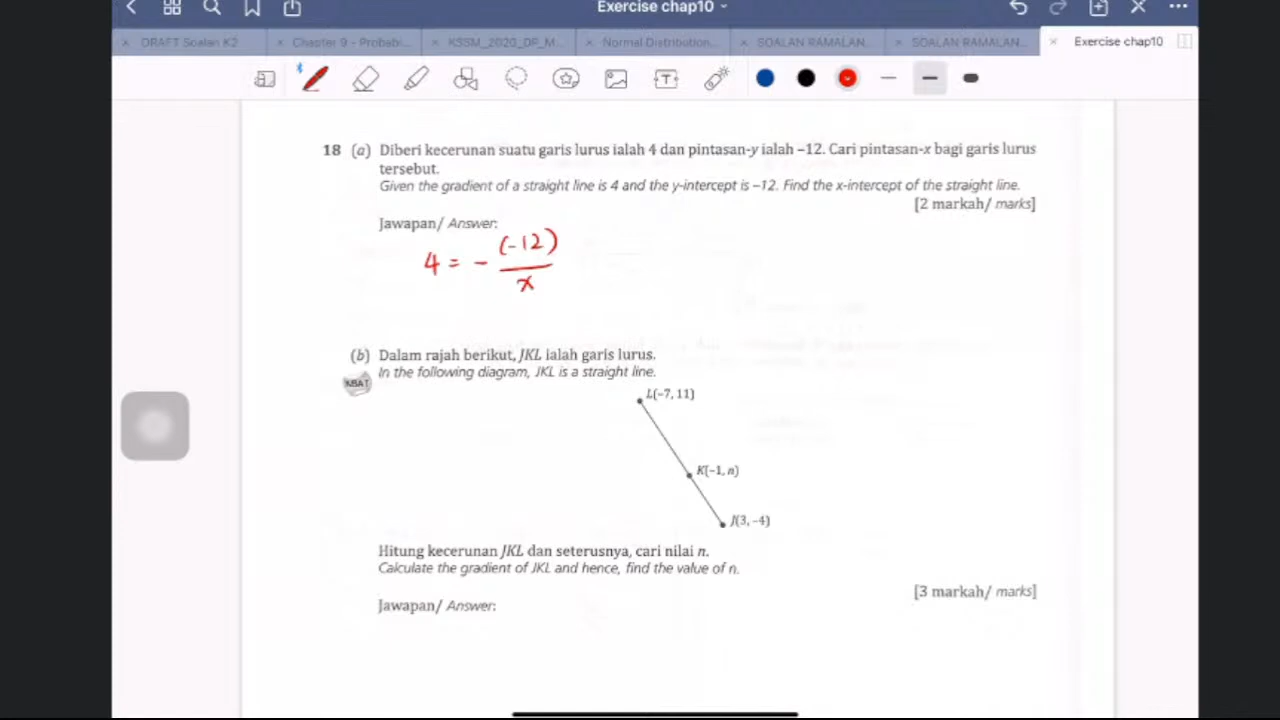 Exercise chap10
DRAFT Soalan K2
Chapter 9 - Probabi...
KSSM_2020_DP_M...
Normal Distribution...
SOALAN RAMALAN...
SOALAN RAMALAN...
Exercise chap10
18 (a) Diberi kecerunan suatu garis lurus ialah 4 dan pintasan-y ialah −12. Cari pintasan-x bagi garis lurus
tersebut.
Given the gradient of a straight line is 4 and the y-intercept is −12. Find the x-intercept of the straight line.
[2 markah/ marks]
Jawapan/ Answer:
4 = - (-12)
x
(b) Dalam rajah berikut, JKL ialah garis lurus.
KBAT In the following diagram, JKL is a straight line.
L(−7, 11)
K(−1, n)
J(3, −4)
Hitung kecerunan JKL dan seterusnya, cari nilai n.
Calculate the gradient of JKL and hence, find the value of n.
[3 markah/ marks]
Jawapan/ Answer: